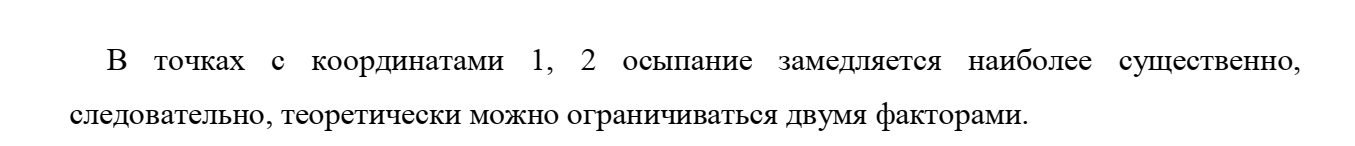 В точках с координатами 1, 2 осыпание замедляется наиболее существенно,
следовательно, теоретически можно ограничиваться двумя факторами.